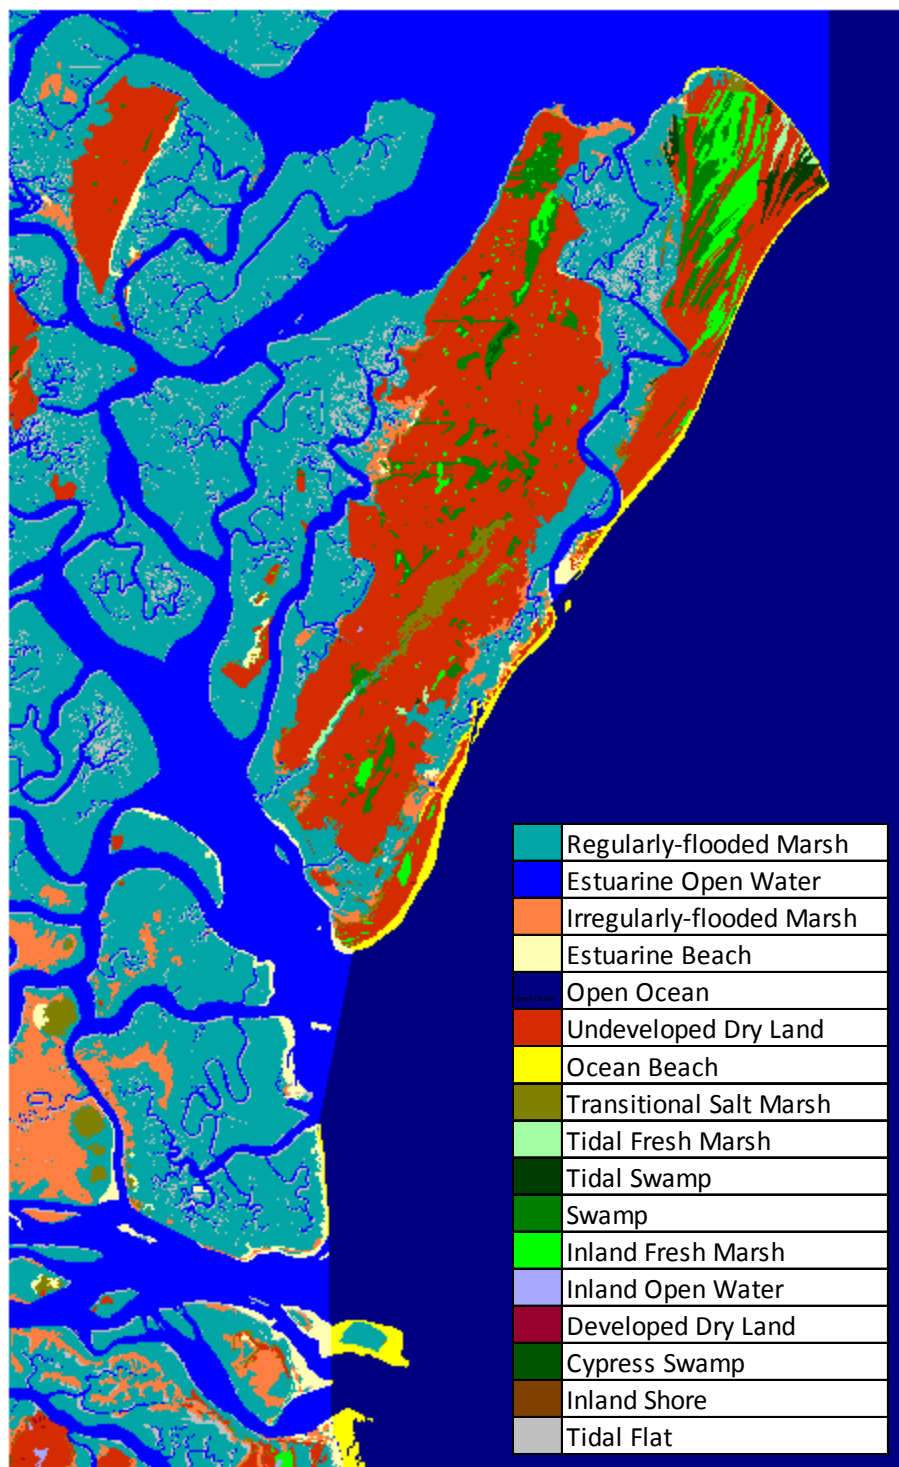 Regularly-flooded Marsh
Estuarine Open Water
Irregularly-flooded Marsh
Estuarine Beach
Open Ocean
Undeveloped Dry Land
Ocean Beach
Transitional Salt Marsh
Tidal Fresh Marsh
Tidal Swamp
Swamp
Inland Fresh Marsh
Inland Open Water
Developed Dry Land
Cypress Swamp
Inland Shore
Tidal Flat